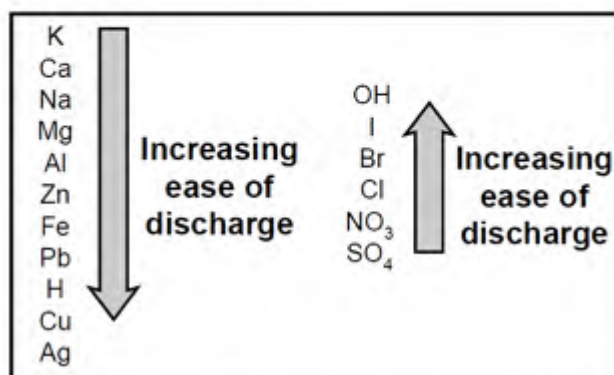 K
Ca
Na
Mg
Al
Zn
Fe
Pb
H
Cu
Ag
Increasing
ease of
discharge
OH
I
Br
Cl
NO₃
SO₄
Increasing
ease of
discharge